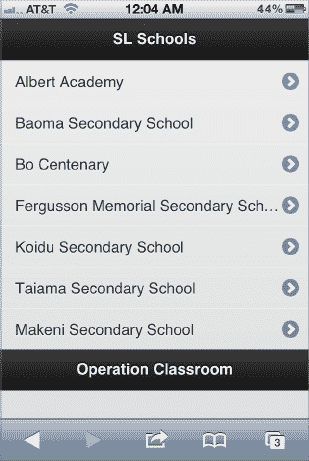 AT&T 12:04 AM 44%
SL Schools
Albert Academy
Baoma Secondary School
Bo Centenary
Fergusson Memorial Secondary Sch...
Koidu Secondary School
Taiama Secondary School
Makeni Secondary School
Operation Classroom
3